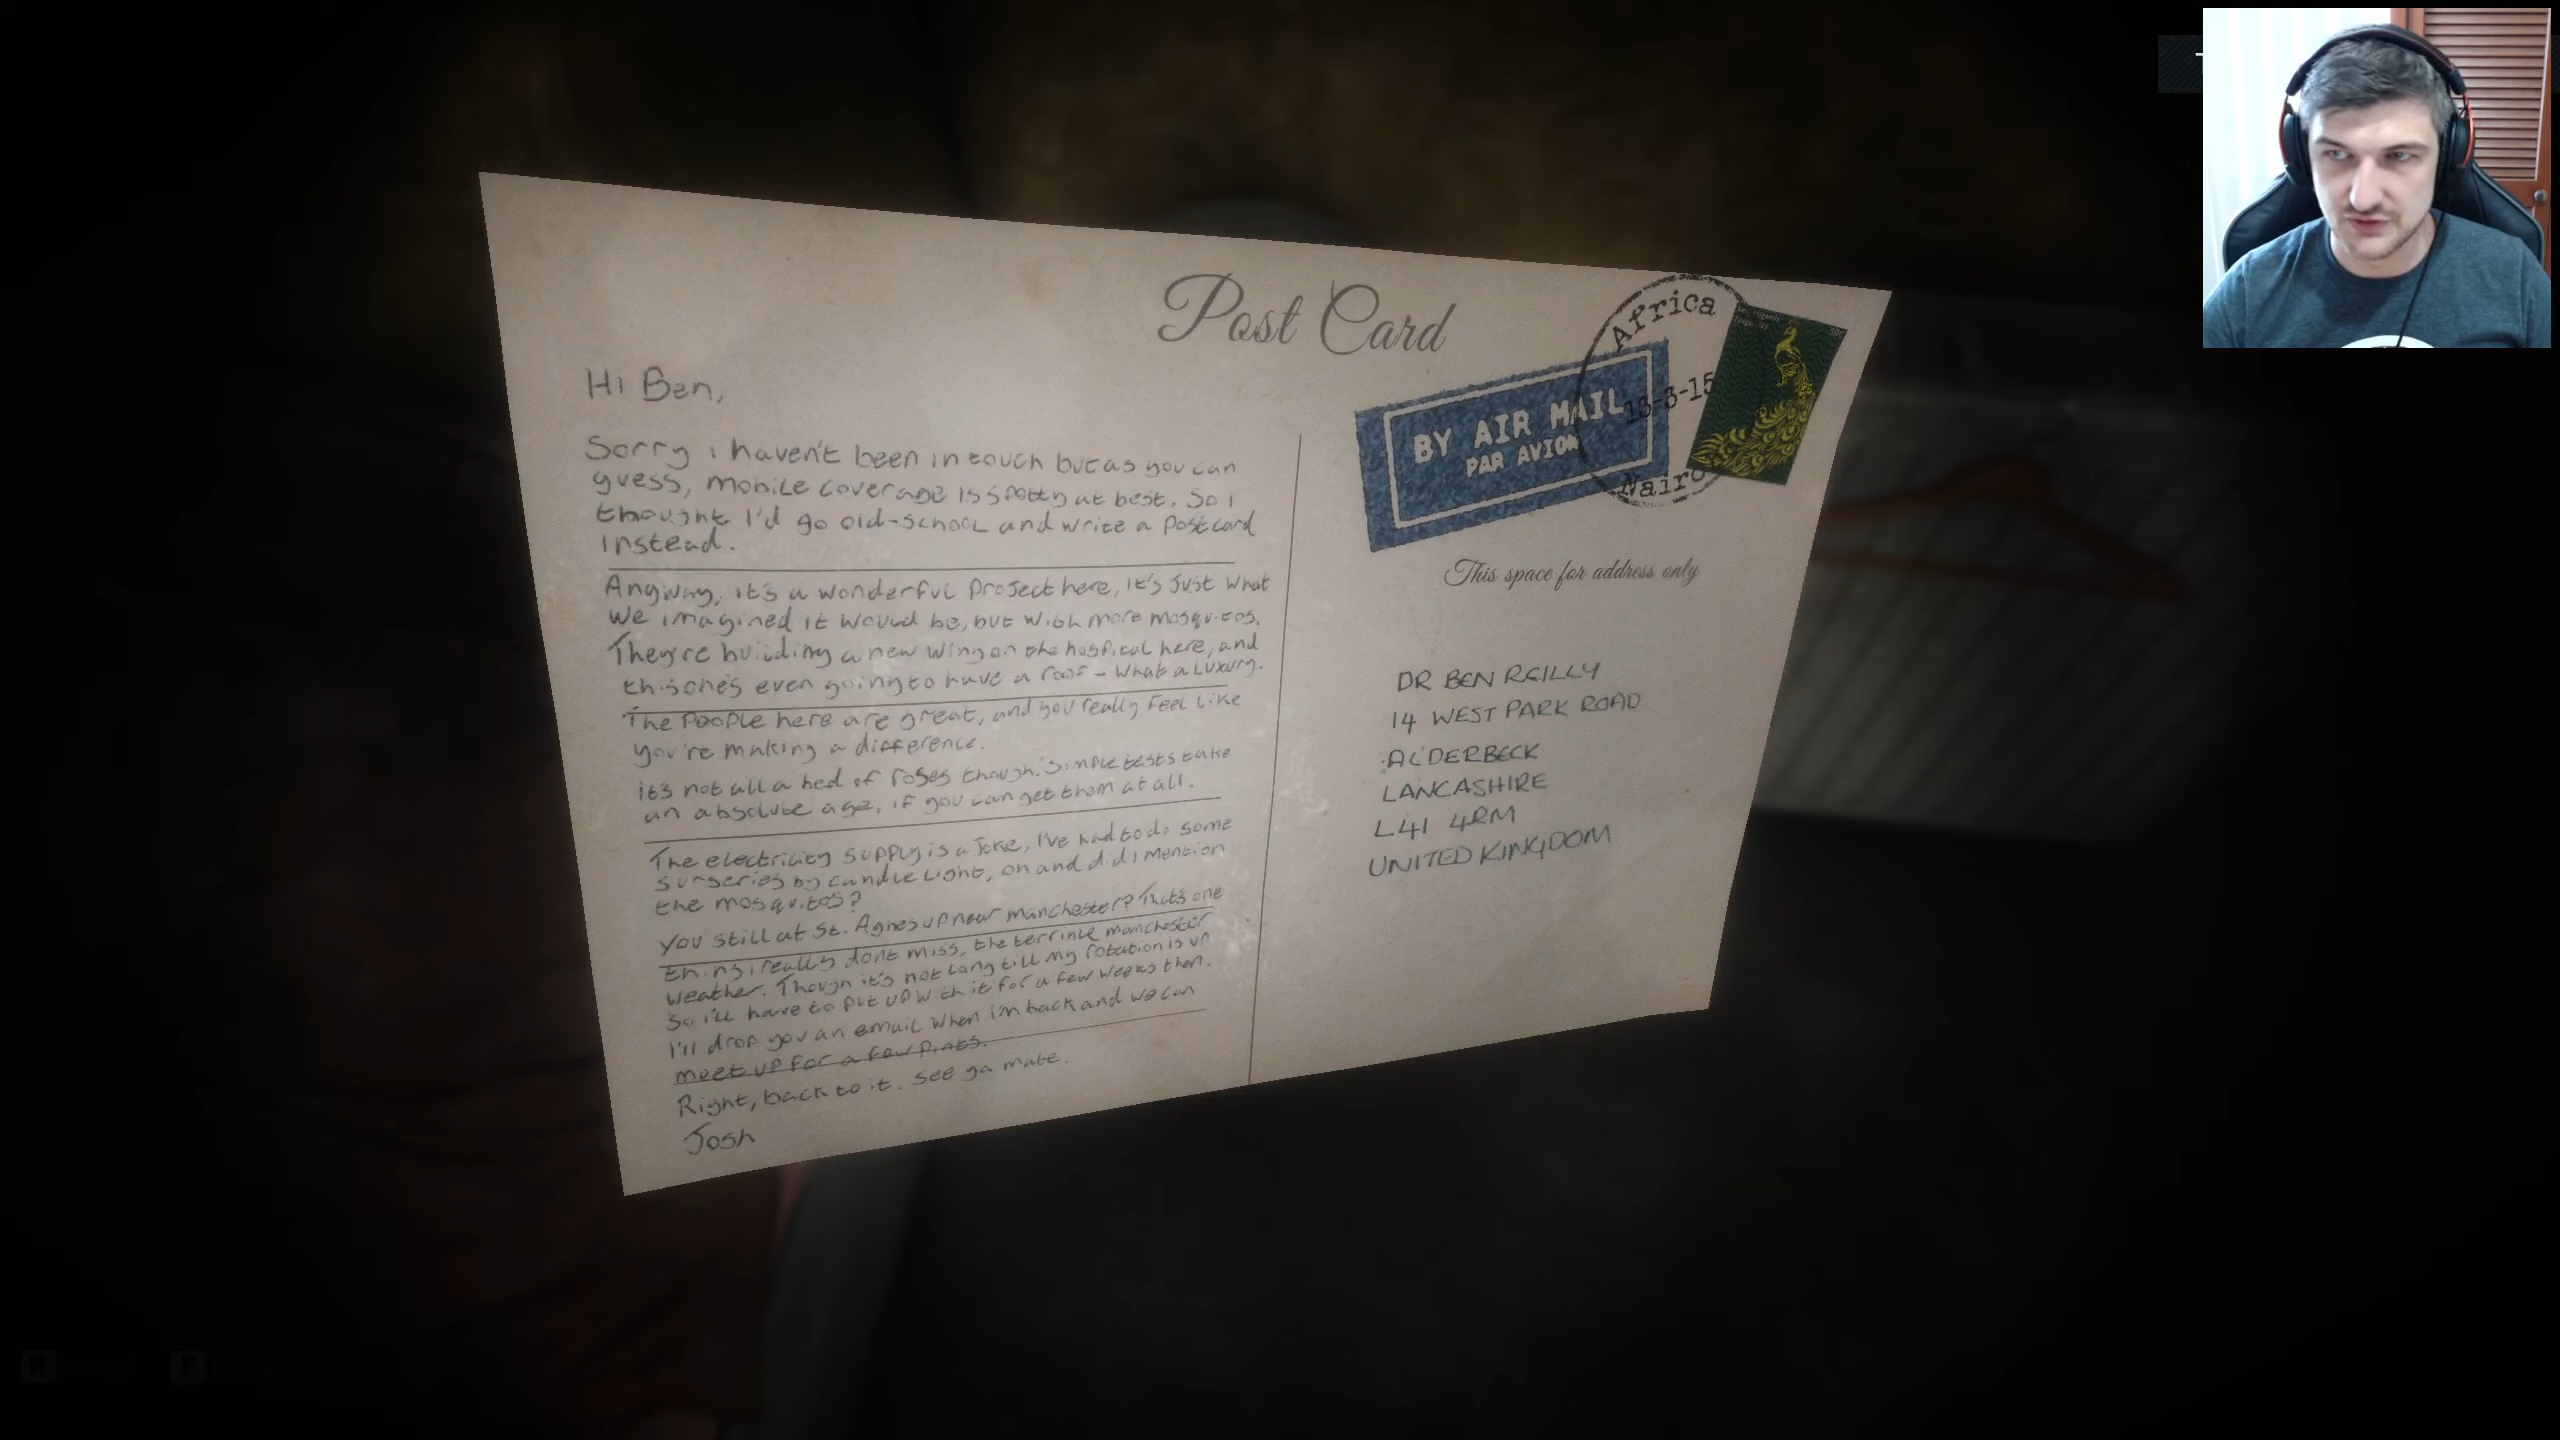 Post Card
Africa
13-3-15
Nairo
BY AIR MAIL
PAR AVION
This space for address only
Hi Ben,
Sorry i haven't been in touch but as you can
guess, mobile coverage is spotty at best. So I
thought I'd go old-school and write a postcard
instead.
Anyway, it's a wonderful project here, it's just what
we imagined it would be, but with more mosquitos.
They're building a new wing on the hospital here, and
this one's even going to have a roof - what a luxury.
The people here are great, and you really feel like
you're making a difference.
it's not all a bed of roses though. Simple tests take
an absolute age, if you can get them at all.
The electricity supply is a joke, I've had to do some
surgeries by candle light, oh and did i mention
the mosquitos?
You still at St. Agnes up near manchester? That's one
thing i really dont miss, the terrible manchester
weather. Though it's not long till my rotation is up
so i'll have to put up with it for a few weeks then.
I'll drop you an email when i'm back and we can
meet up for a few pints.
Right, back to it. See ya mate.
Josh
DR BEN REILLY
14 WEST PARK ROAD
ALDERBECK
LANCASHIRE
L41 4RM
UNITED KINGDOM